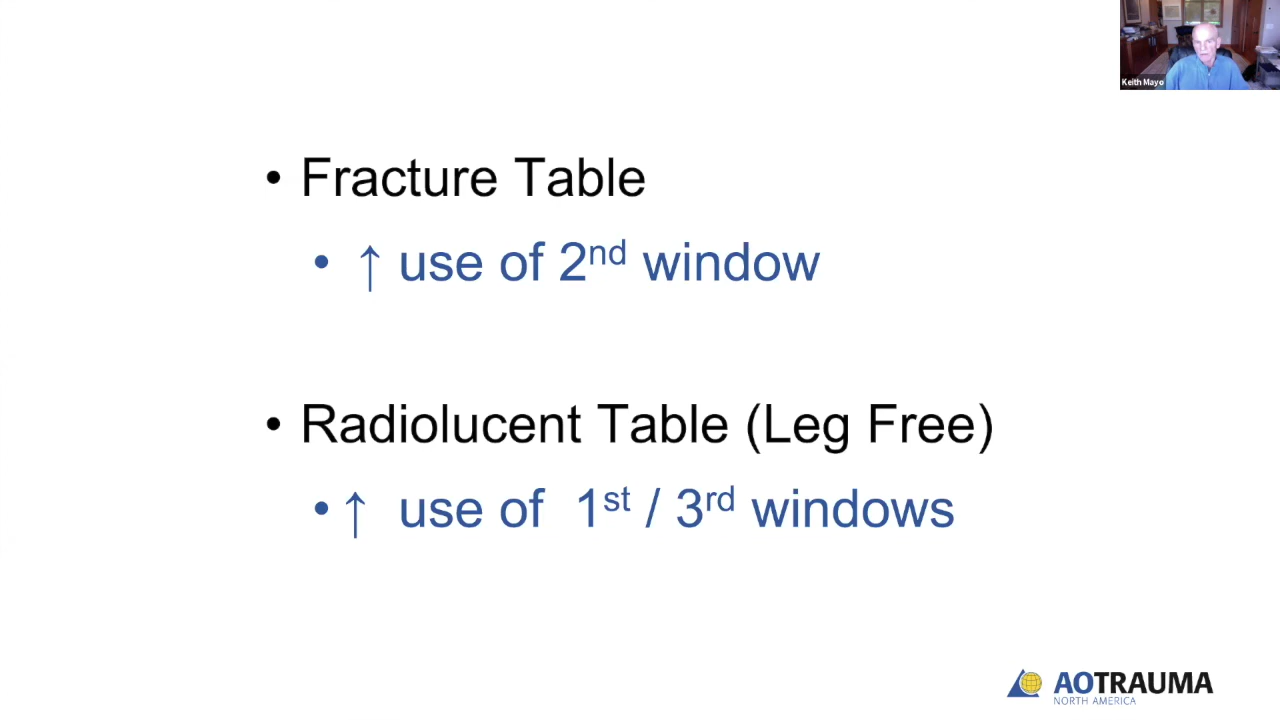 Keith Mayo
• Fracture Table
• ↑ use of 2nd window
• Radiolucent Table (Leg Free)
• ↑ use of 1st / 3rd windows
AOTRAUMA
NORTH AMERICA